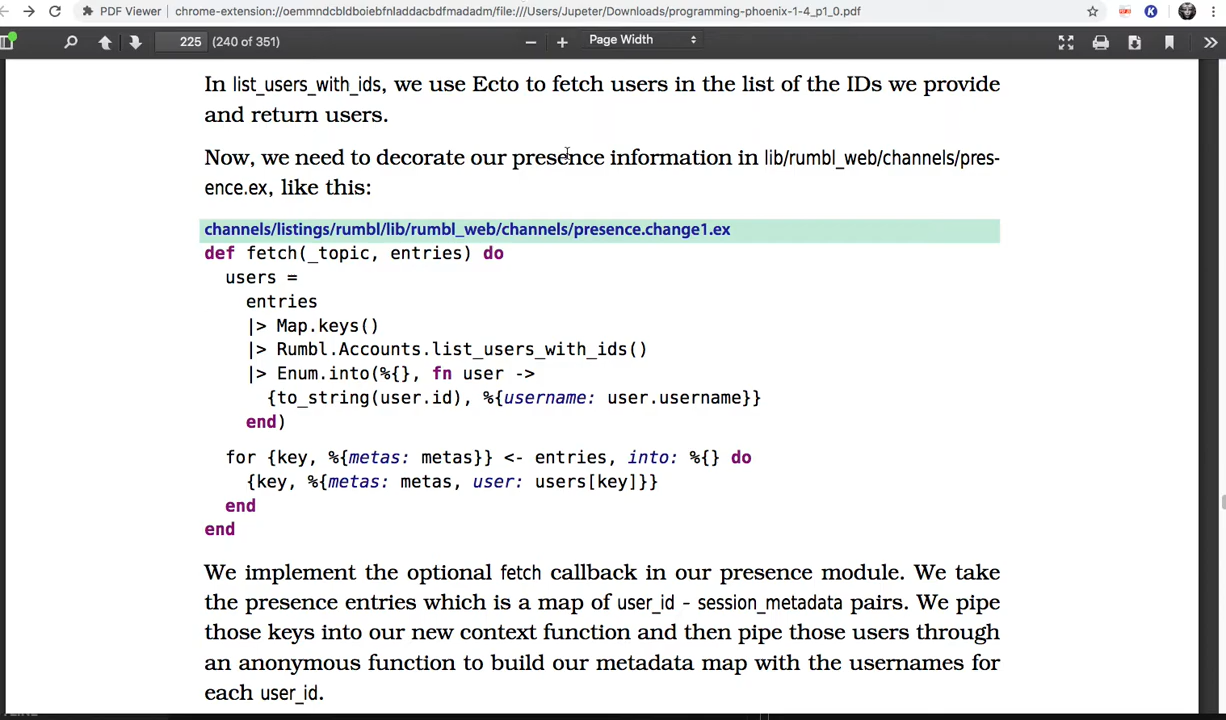 PDF Viewer | chrome-extension://oemmndcbldboiebfnladdacbdfmadadm/file:///Users/Jupeter/Downloads/programming-phoenix-1-4_p1_0.pdf
225 (240 of 351) Page Width
In list_users_with_ids, we use Ecto to fetch users in the list of the IDs we provide
and return users.
Now, we need to decorate our presence information in lib/rumbl_web/channels/pres-
ence.ex, like this:
channels/listings/rumbl/lib/rumbl_web/channels/presence.change1.ex
def fetch(_topic, entries) do
users =
entries
|> Map.keys()
|> Rumbl.Accounts.list_users_with_ids()
|> Enum.into(%{}, fn user ->
{to_string(user.id), %{username: user.username}}
end)
for {key, %{metas: metas}} <- entries, into: %{} do
{key, %{metas: metas, user: users[key]}}
end
end
We implement the optional fetch callback in our presence module. We take
the presence entries which is a map of user_id - session_metadata pairs. We pipe
those keys into our new context function and then pipe those users through
an anonymous function to build our metadata map with the usernames for
each user_id.